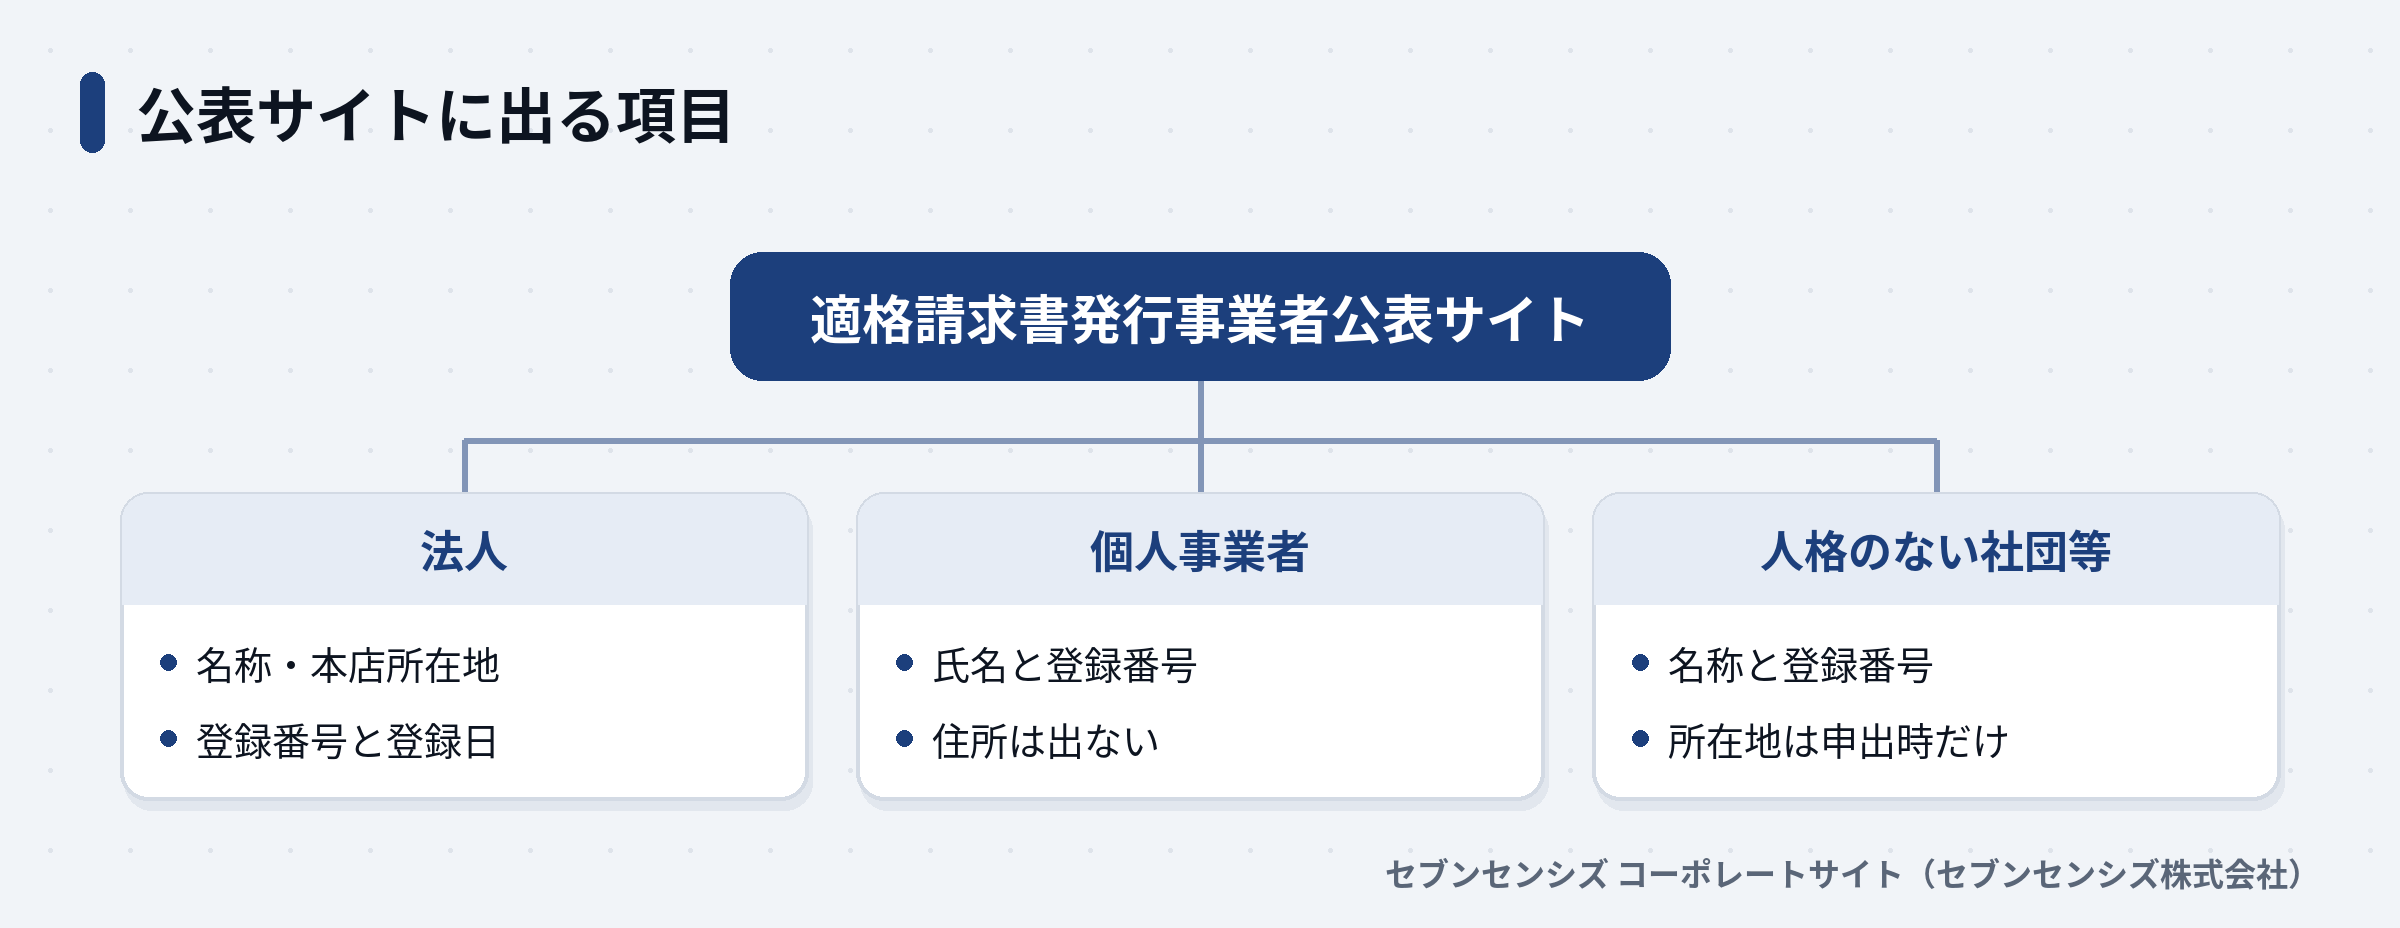 公表サイトに出る項目
適格請求書発行事業者公表サイト
法人
名称・本店所在地
登録番号と登録日
個人事業者
氏名と登録番号
住所は出ない
人格のない社団等
名称と登録番号
所在地は申出時だけ
セブンセンシズ コーポレートサイト（セブンセンシズ株式会社）